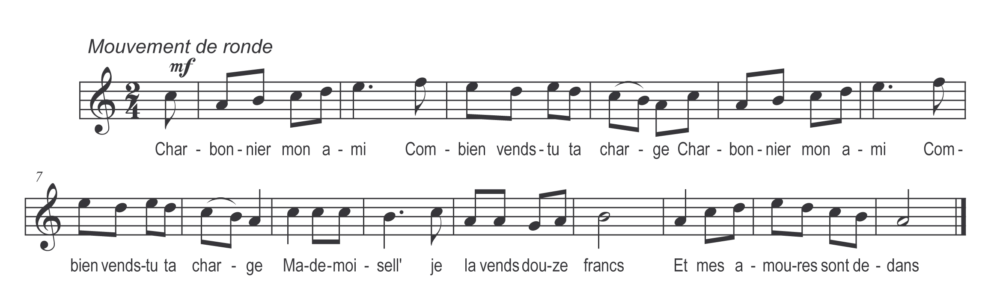 Mouvement de ronde
mf
2
4
Char - bon - nier mon a - mi Com - bien vends - tu ta char - ge Char - bon - nier mon a - mi Com -
7
bien vends-tu ta char - ge Ma-de-moi - sell' je la vends dou-ze francs Et mes a - mou-res sont de - dans